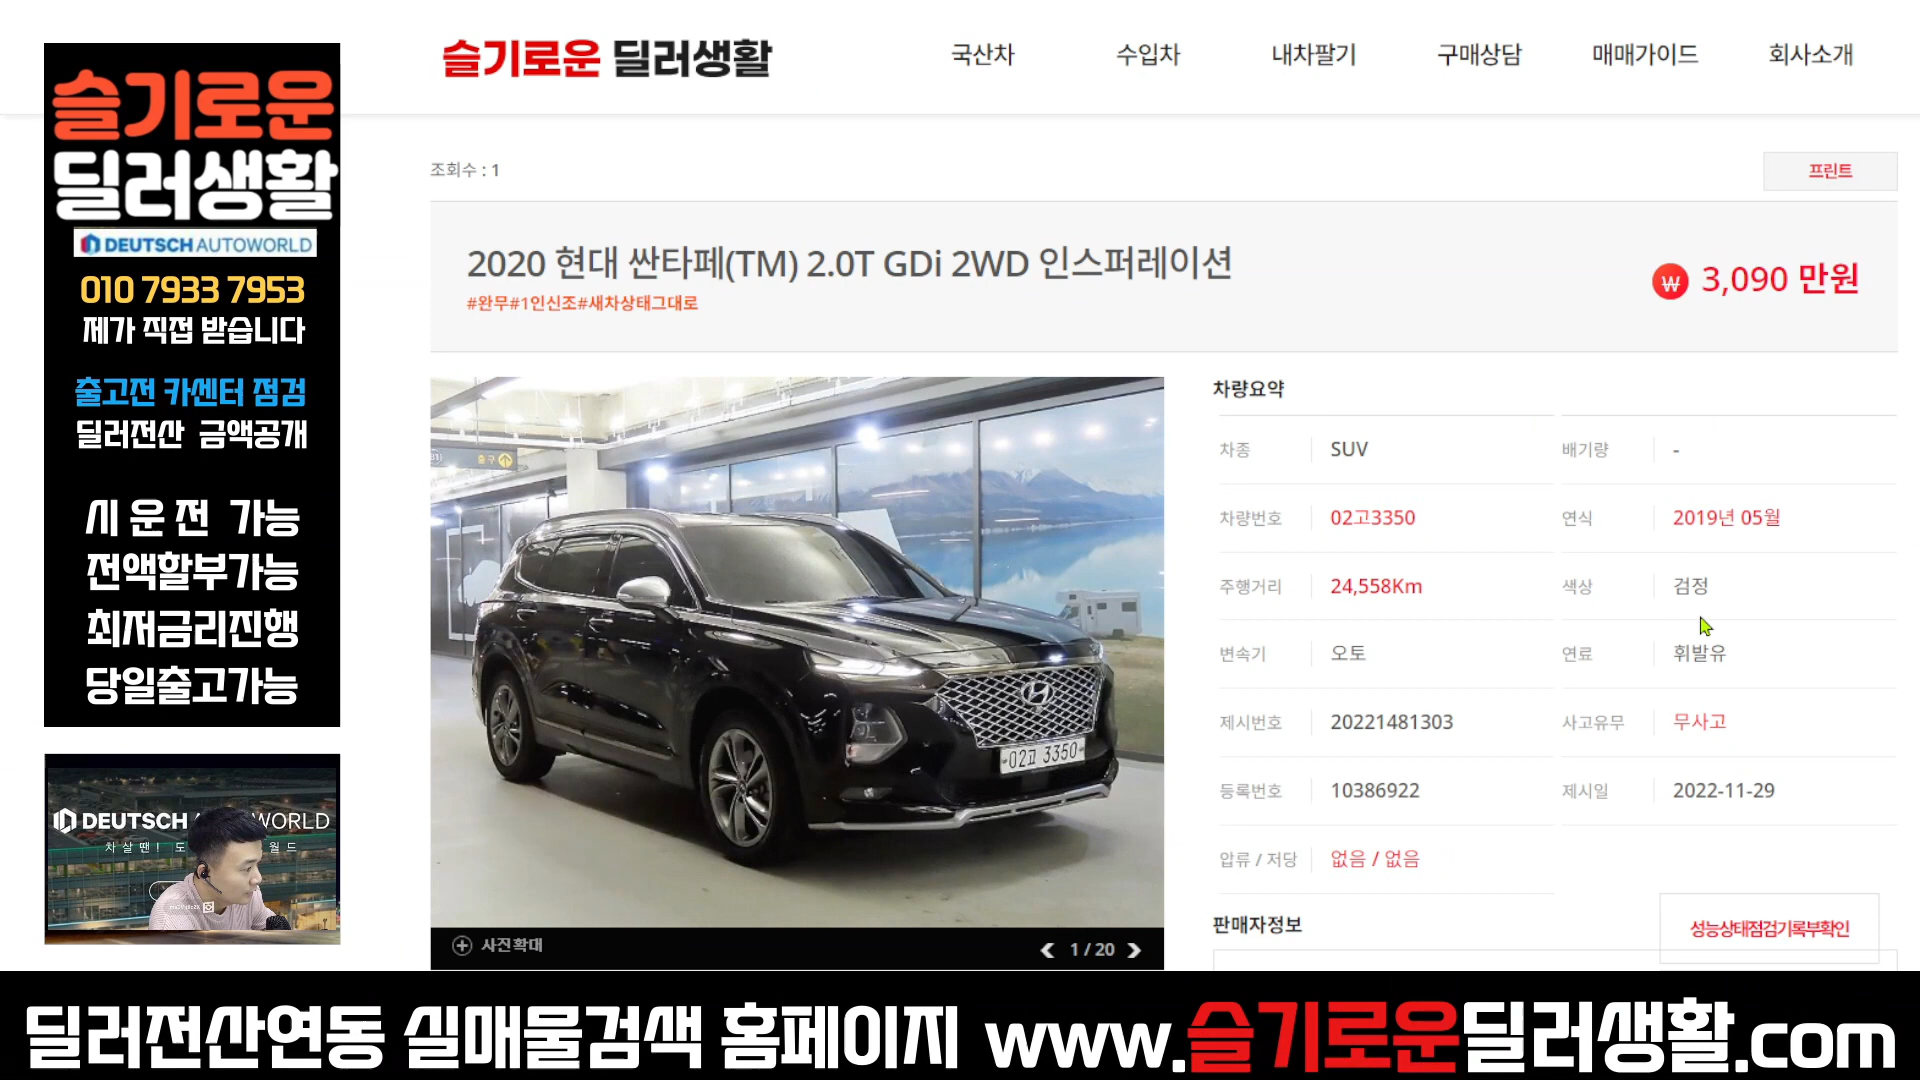 슬기로운
딜러생활
DEUTSCH AUTOWORLD
010 7933 7953
제가 직접 받습니다
출고전 카센터 점검
딜러전산 금액공개
시 운 전 가능
전액할부가능
최저금리진행
당일출고가능
슬기로운 딜러생활
국산차
수입차
내차팔기
구매상담
매매가이드
회사소개
조회수 : 1
프린트
2020 현대 싼타페(TM) 2.0T GDi 2WD 인스퍼레이션
#완무#1인신조#새차상태그대로
₩ 3,090 만원
출구
02고 3350
사진확대
1 / 20
차량요약
차종 SUV
배기량 -
차량번호 02고3350
연식 2019년 05월
주행거리 24,558Km
색상 검정
변속기 오토
연료 휘발유
제시번호 20221481303
사고유무 무사고
등록번호 10386922
제시일 2022-11-29
압류 / 저당 없음 / 없음
판매자정보
성능상태점검기록부확인
DEUTSCH WORLD
차 살 땐 ! 도 월 드
딜러전산연동 실매물검색 홈페이지 www.슬기로운딜러생활.com